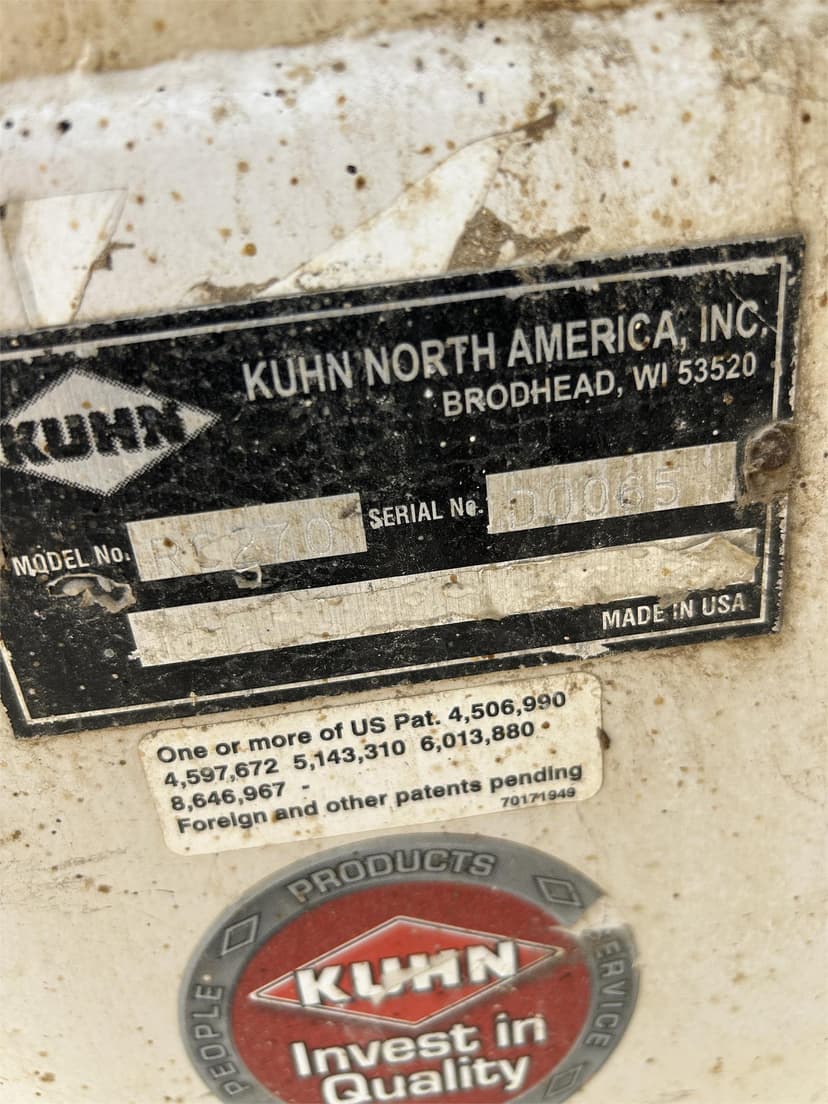 KUHN NORTH AMERICA, INC.
BRODHEAD, WI 53520
KUHN
MODEL No. RC270 SERIAL No. D0065
MADE IN USA
One or more of US Pat. 4,506,990
4,597,672 5,143,310 6,013,880
8,646,967 -
Foreign and other patents pending
70171949
PRODUCTS
PEOPLE
SERVICE
KUHN
Invest in
Quality